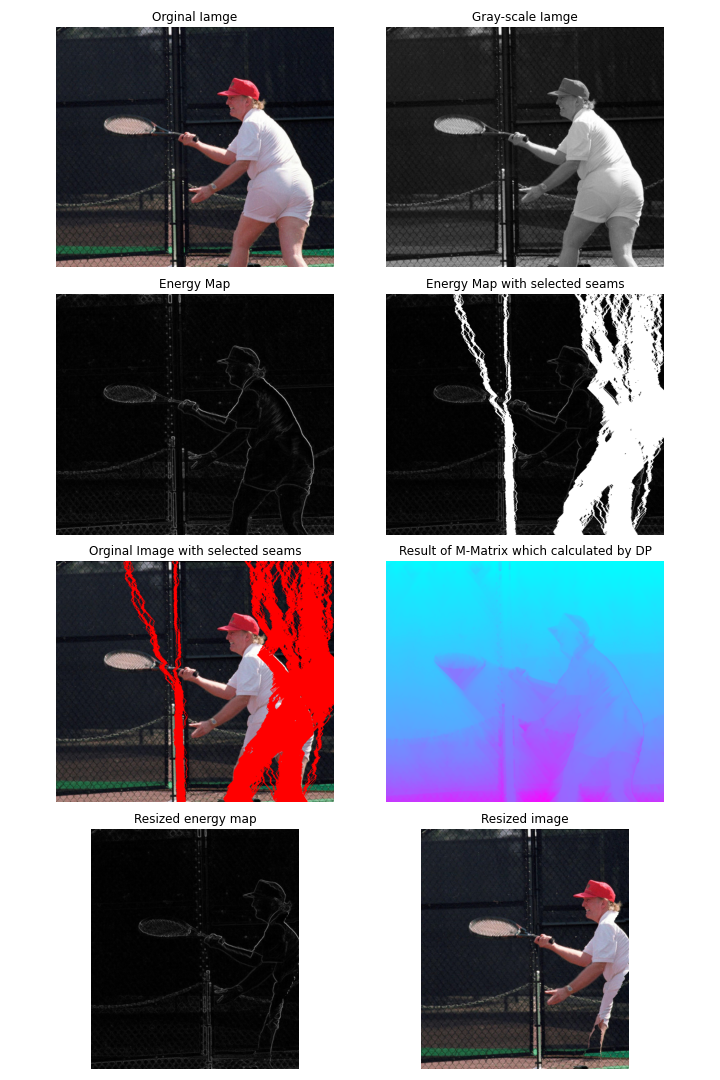 Orginal Iamge
Gray-scale Iamge
Energy Map
Energy Map with selected seams
Orginal Image with selected seams
Result of M-Matrix which calculated by DP
Resized energy map
Resized image